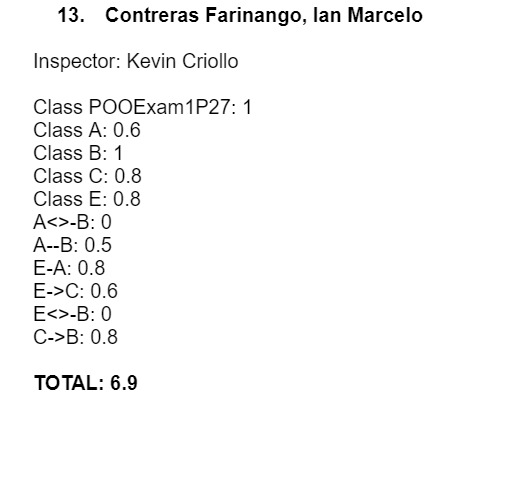 13. Contreras Farinango, Ian Marcelo
Inspector: Kevin Criollo
Class POOExam1P27: 1
Class A: 0.6
Class B: 1
Class C: 0.8
Class E: 0.8
A<>-B: 0
A--B: 0.5
E-A: 0.8
E->C: 0.6
E<>-B: 0
C->B: 0.8
TOTAL: 6.9